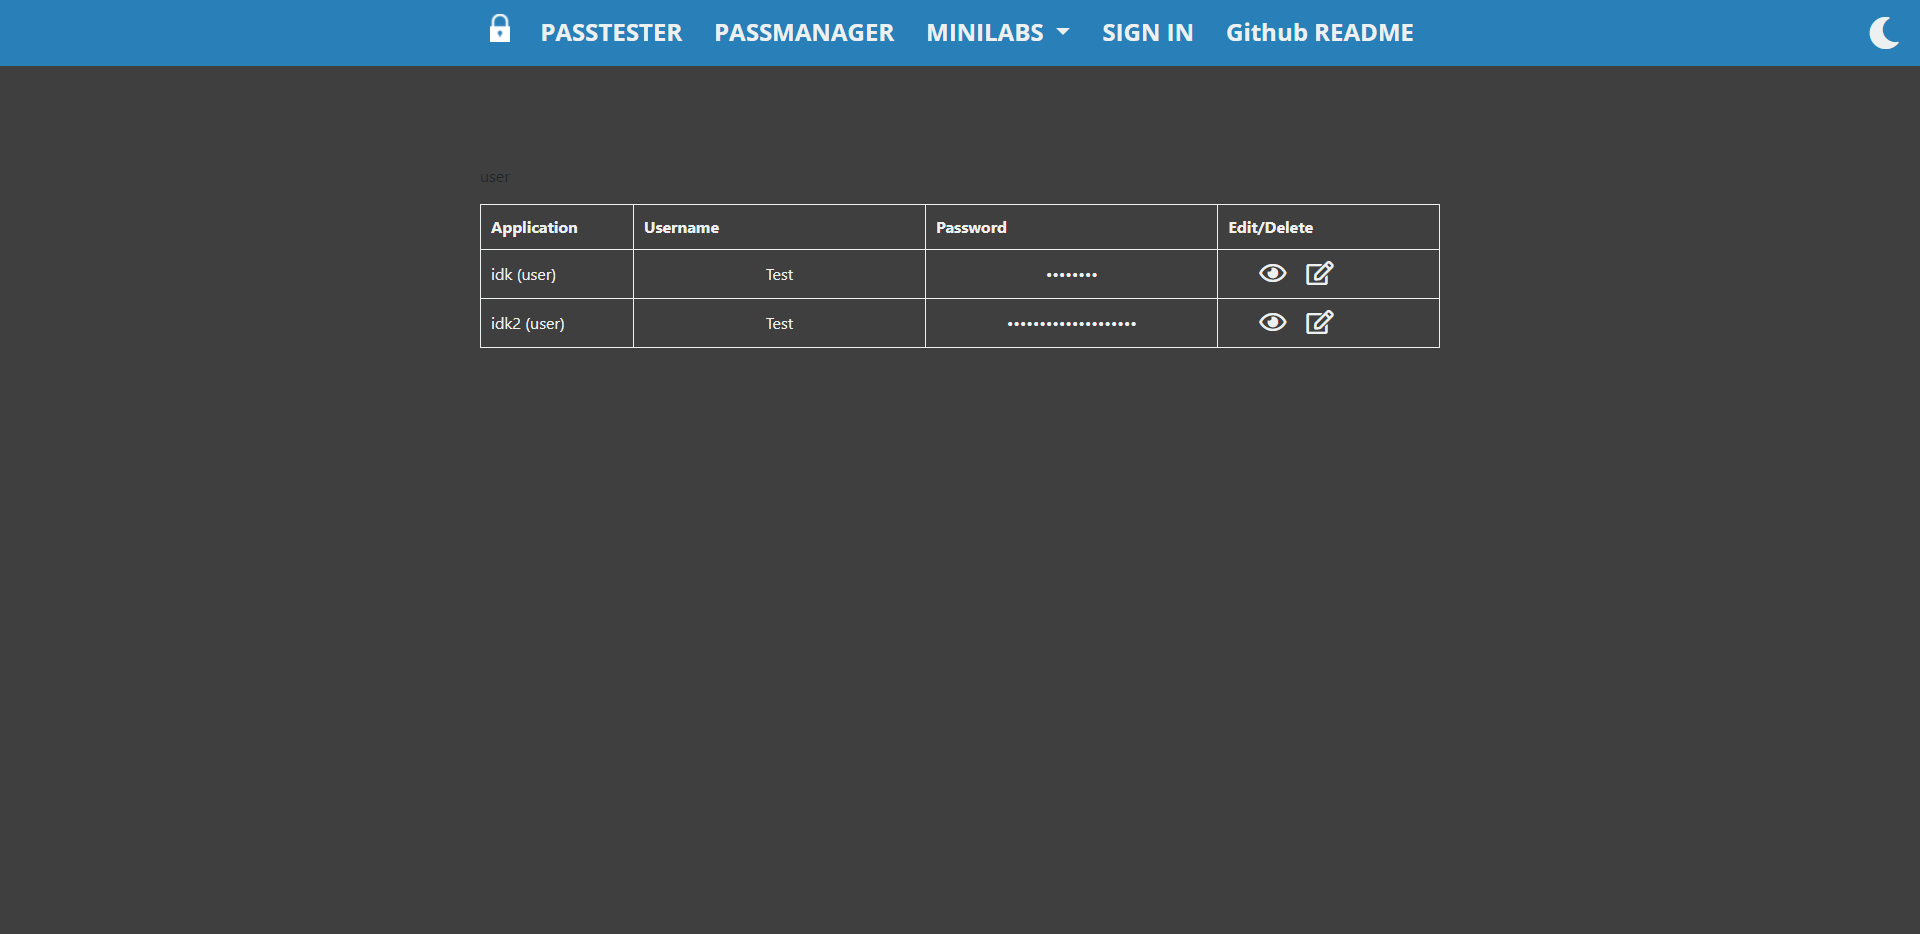 PASSTESTER PASSMANAGER MINILABS SIGN IN Github README
user
Application Username Password Edit/Delete
idk (user) Test ••••••••
idk2 (user) Test ••••••••••••••••••••